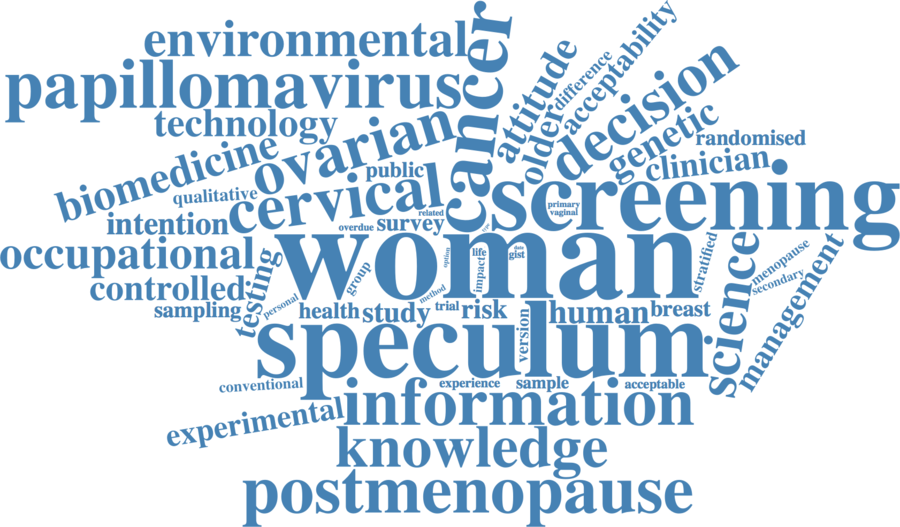 environmental
papillomavirus
technology
cancer
attitude
older
difference
acceptability
decision
genetic
randomised
clinician
biomedicine
ovarian
public
qualitative
cervical
intention
overdue
survey
related
screening
primary
vaginal
occupational
woman
controlled
sampling
testing
personal
group
method
option
life
impact
date
gist
stratified
science
menopause
secondary
management
health
study
trial
risk
human
breast
version
speculum
conventional
experience
sample
acceptable
experimental
information
knowledge
postmenopause